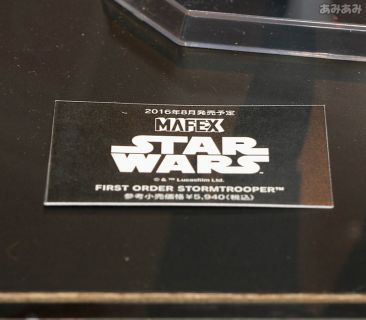 あみあみ
2016年8月発売予定
MAFEX
STAR
WARS
© & ™ Lucasfilm Ltd.
FIRST ORDER STORMTROOPER™
参考小売価格¥5,940(税込)